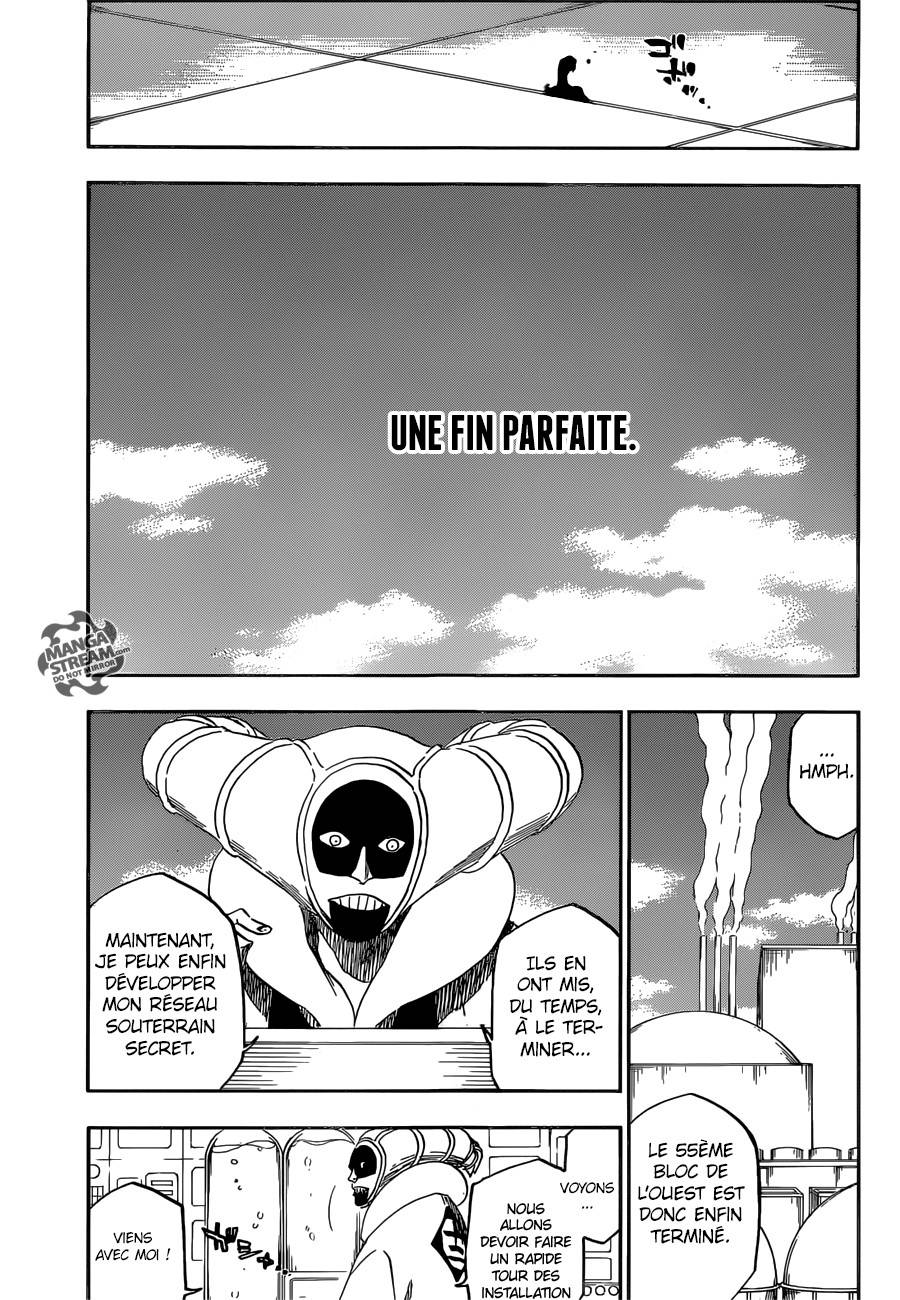 UNE FIN PARFAITE.
MANGA
STREAM.com
DO NOT MIRROR
...
HMPH.
LE 55ÈME
BLOC DE
L'OUEST EST
DONC ENFIN
TERMINÉ.
ILS EN
ONT MIS,
DU TEMPS,
À LE TER-
MINER...
MAINTENANT,
JE PEUX ENFIN
DÉVELOPPER
MON RÉSEAU
SOUTERRAIN
SECRET.
VOYONS
...
NOUS
ALLONS
DEVOIR FAIRE
UN RAPIDE
TOUR DES
INSTALLATION
VIENS
AVEC MOI !